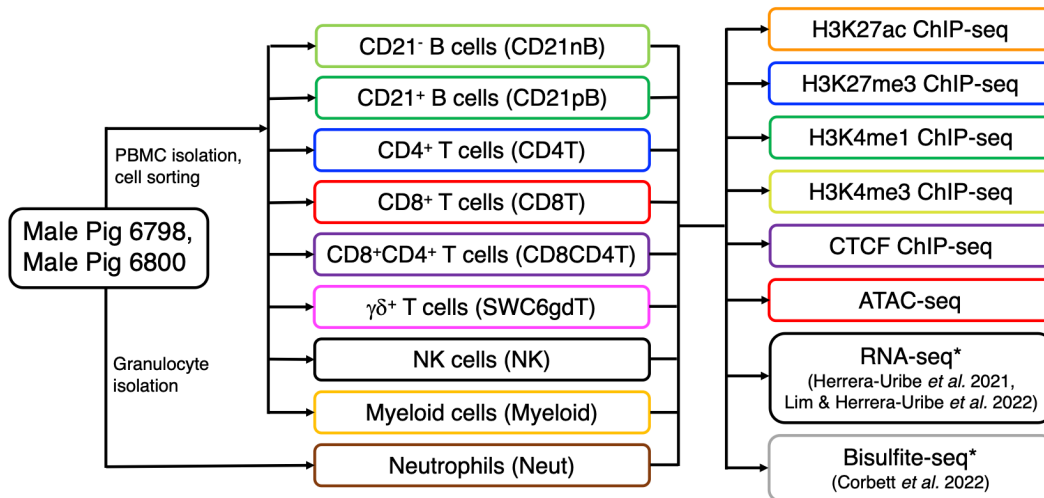 Male Pig 6798,
Male Pig 6800
PBMC isolation,
cell sorting
Granulocyte
isolation
CD21⁻ B cells (CD21nB)
CD21⁺ B cells (CD21pB)
CD4⁺ T cells (CD4T)
CD8⁺ T cells (CD8T)
CD8⁺CD4⁺ T cells (CD8CD4T)
γδ⁺ T cells (SWC6gdT)
NK cells (NK)
Myeloid cells (Myeloid)
Neutrophils (Neut)
H3K27ac ChIP-seq
H3K27me3 ChIP-seq
H3K4me1 ChIP-seq
H3K4me3 ChIP-seq
CTCF ChIP-seq
ATAC-seq
RNA-seq*
(Herrera-Uribe et al. 2021,
Lim & Herrera-Uribe et al. 2022)
Bisulfite-seq*
(Corbett et al. 2022)